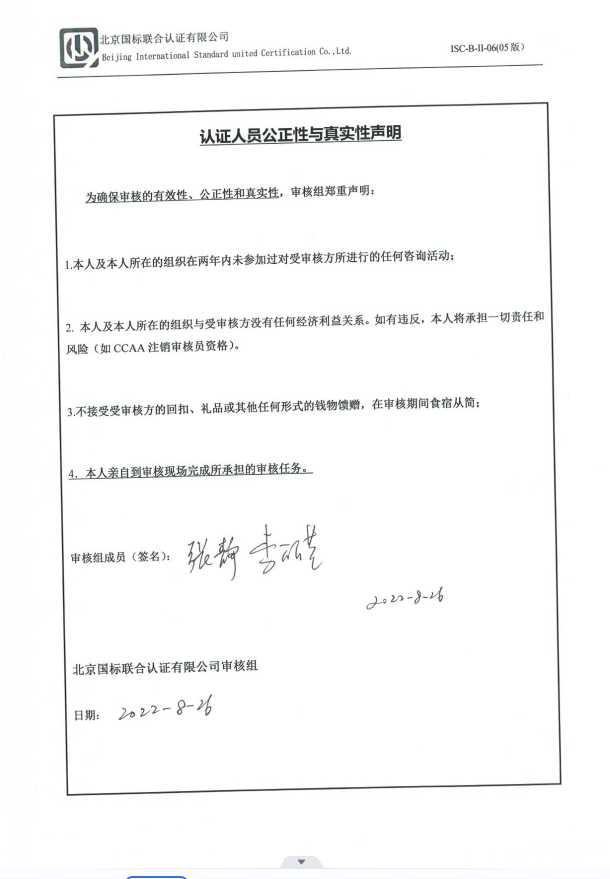 北京国标联合认证有限公司
Beijing International Standard united Certification Co.,Ltd.
ISC-B-II-06(05 版)
认证人员公正性与真实性声明
为确保审核的有效性、公正性和真实性，审核组郑重声明：
1.本人及本人所在的组织在两年内未参加过对受审核方所进行的任何咨询活动；
2. 本人及本人所在的组织与受审核方没有任何经济利益关系。如有违反，本人将承担一切责任和
风险（如 CCAA 注销审核员资格）。
3.不接受受审核方的回扣、礼品或其他任何形式的钱物馈赠，在审核期间食宿从简；
4．本人亲自到审核现场完成所承担的审核任务。
审核组成员（签名）： 张静 李
2022-8-26
北京国标联合认证有限公司审核组
日期： 2022-8-26